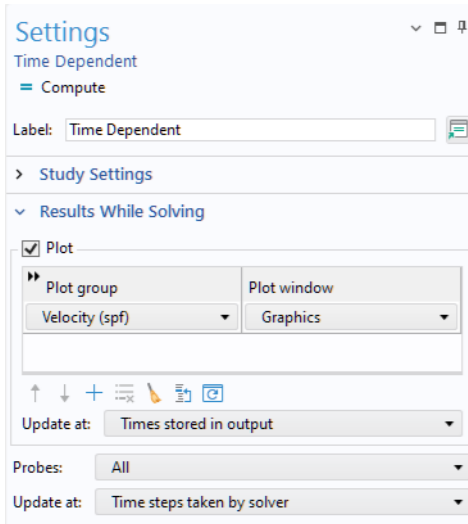 Settings
Time Dependent
= Compute
Label: Time Dependent
Study Settings
Results While Solving
Plot
Plot group Plot window
Velocity (spf) Graphics
Update at: Times stored in output
Probes: All
Update at: Time steps taken by solver